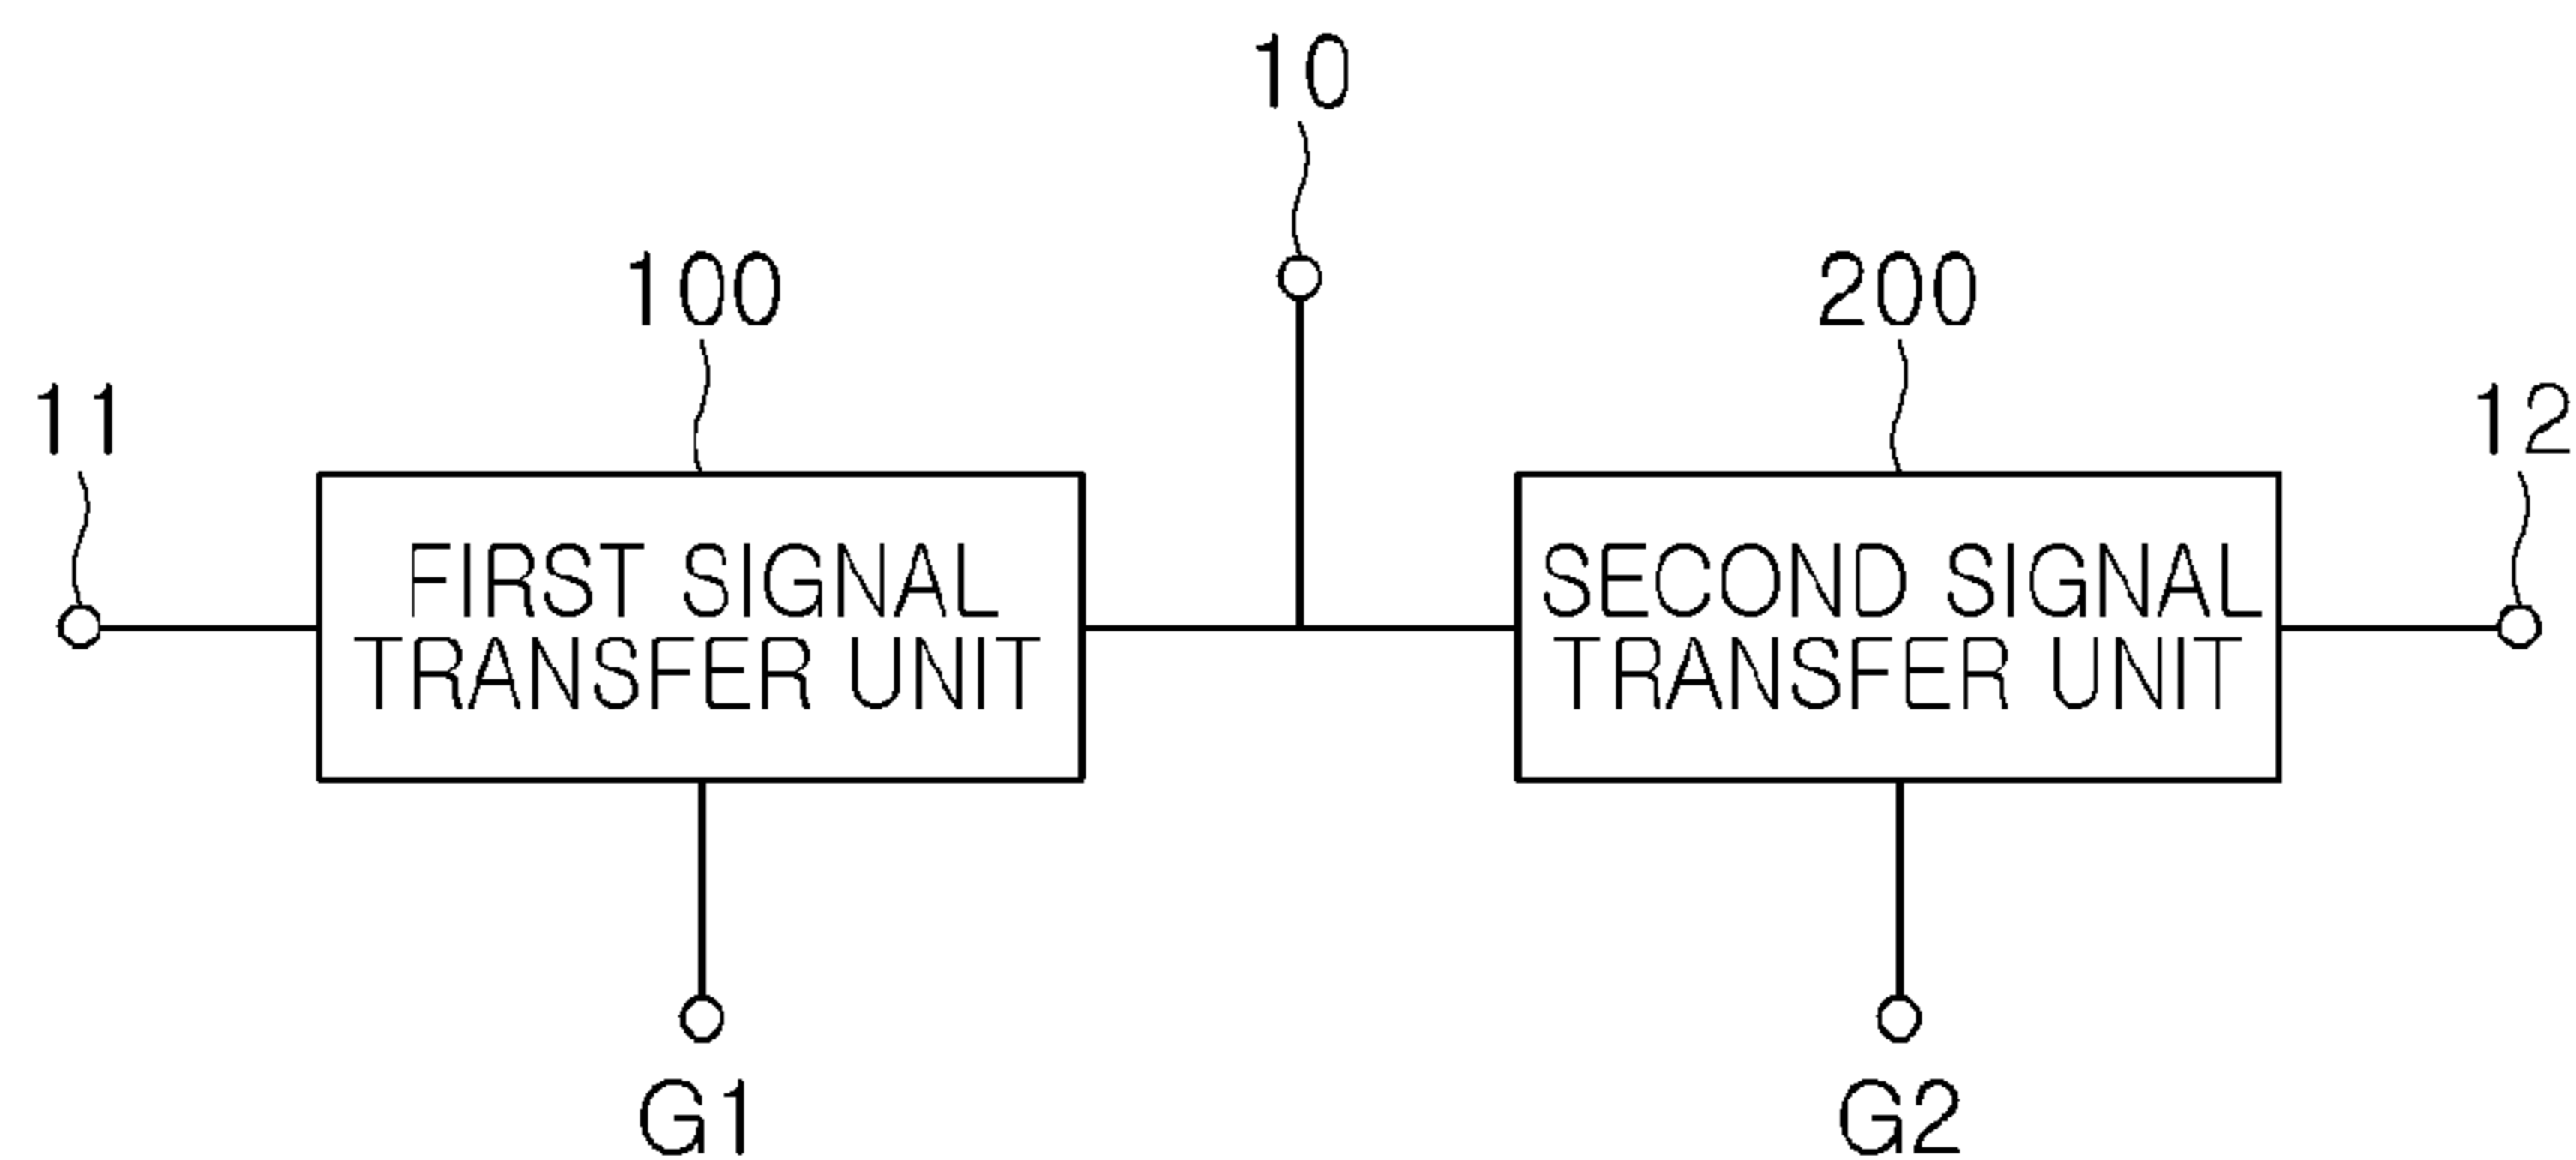 10
100
200
11
12
FIRST SIGNAL
TRANSFER UNIT
SECOND SIGNAL
TRANSFER UNIT
G1
G2